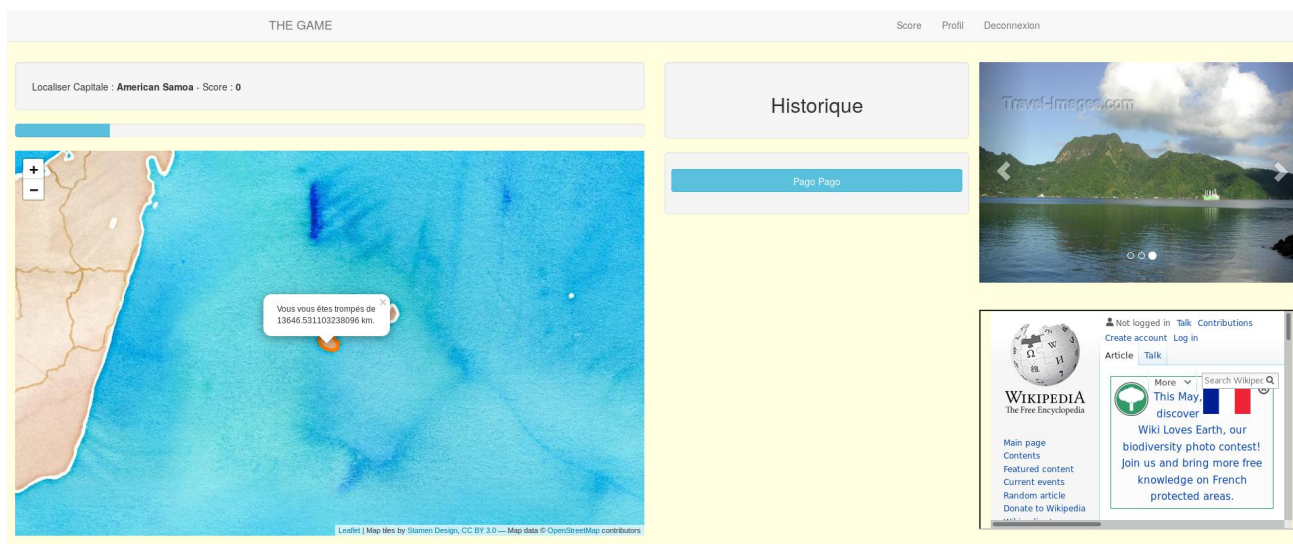 THE GAME
Score Profil Deconnexion
Localiser Capitale : American Samoa - Score : 0
+
−
Vous vous êtes trompés de
13646.531103238096 km.
×
Leaflet | Map tiles by Stamen Design, CC BY 3.0 — Map data © OpenStreetMap contributors
Historique
Pago Pago
Travel-Images.com
WIKIPEDIA
The Free Encyclopedia
Main page
Contents
Featured content
Current events
Random article
Donate to Wikipedia
Not logged in Talk Contributions
Create account Log in
Article Talk
More
Search Wikipec
This May,
discover
Wiki Loves Earth, our
biodiversity photo contest!
Join us and bring more free
knowledge on French
protected areas.